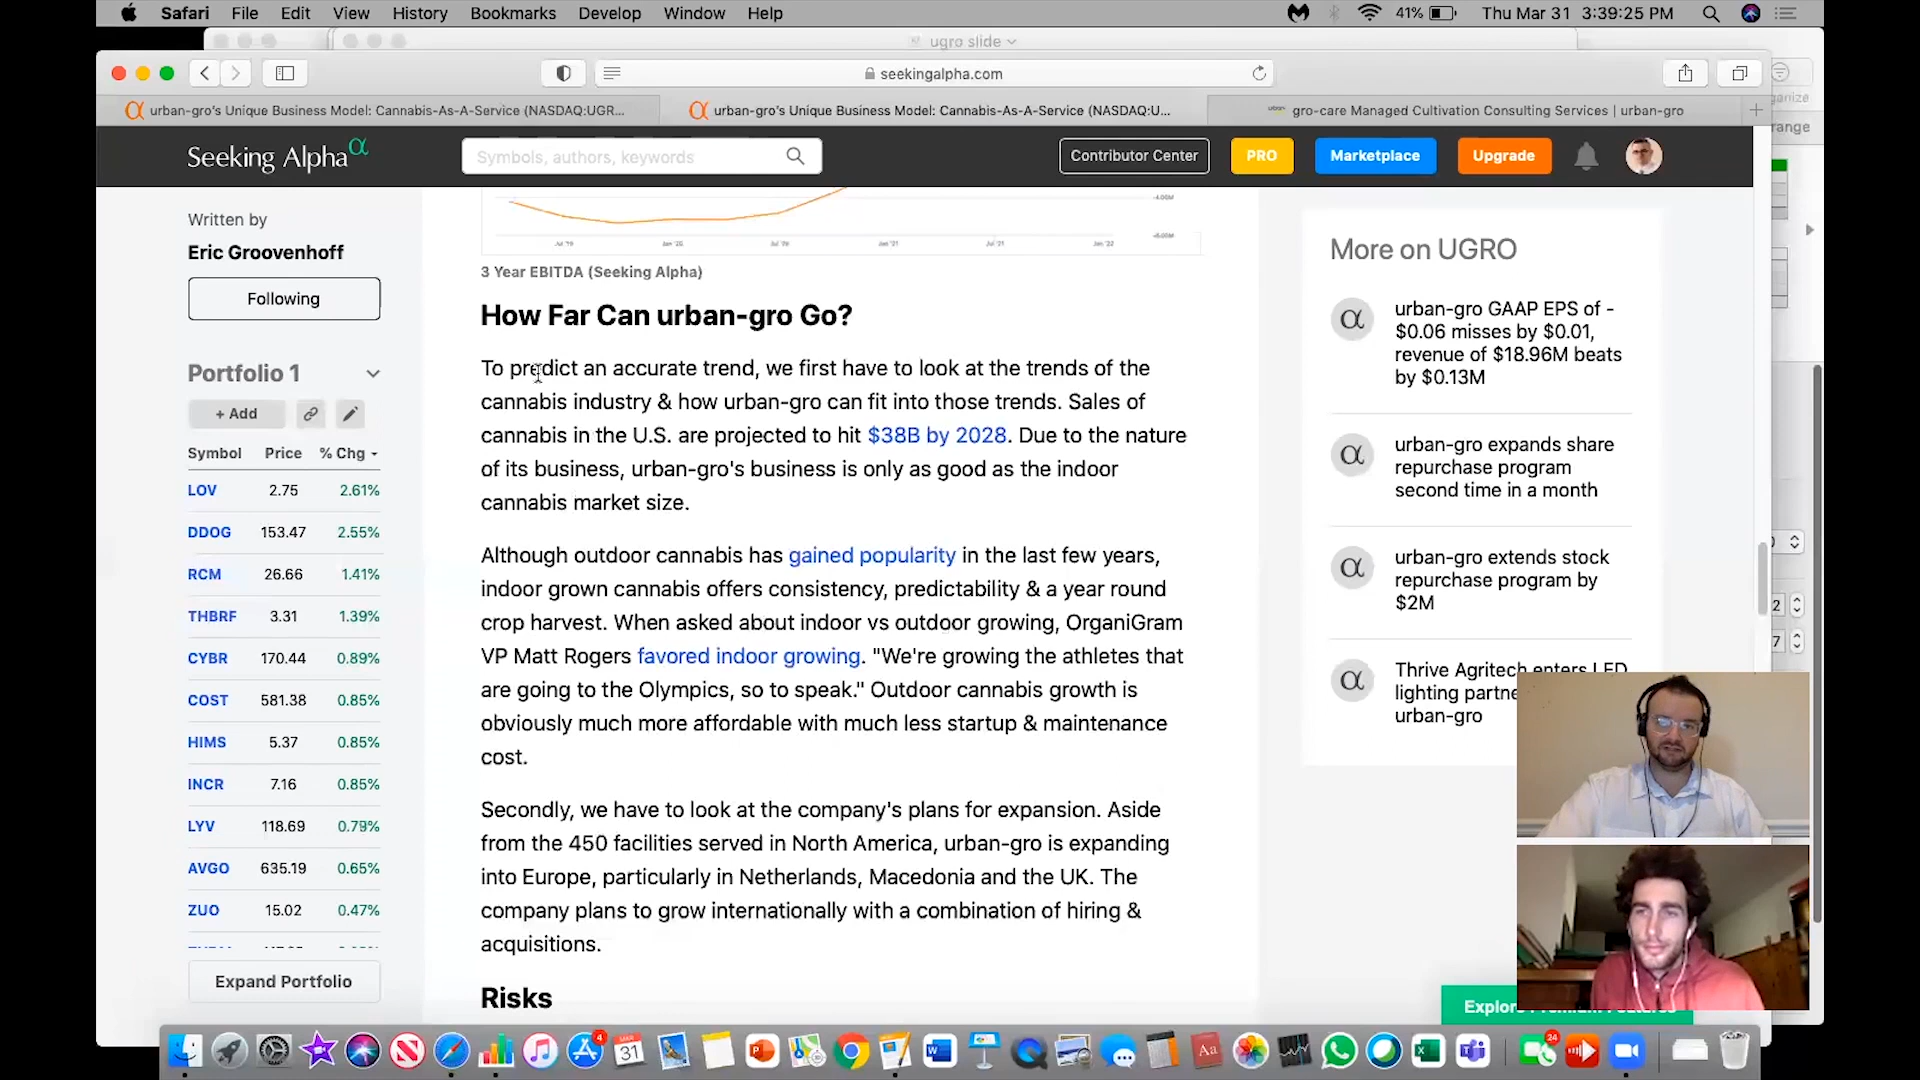 Safari File Edit View History Bookmarks Develop Window Help
41% Thu Mar 31 3:39:25 PM
ugro slide
seekingalpha.com
urban-gro's Unique Business Model: Cannabis-As-A-Service (NASDAQ:UGR...
urban-gro's Unique Business Model: Cannabis-As-A-Service (NASDAQ:U...
gro-care Managed Cultivation Consulting Services | urban-gro
Seeking Alpha α
Symbols, authors, keywords
Contributor Center
PRO
Marketplace
Upgrade
Written by
Eric Groovenhoff
Following
Portfolio 1
+ Add
Symbol Price % Chg
LOV 2.75 2.61%
DDOG 153.47 2.55%
RCM 26.66 1.41%
THBRF 3.31 1.39%
CYBR 170.44 0.89%
COST 581.38 0.85%
HIMS 5.37 0.85%
INCR 7.16 0.85%
LYV 118.69 0.79%
AVGO 635.19 0.65%
ZUO 15.02 0.47%
Expand Portfolio
3 Year EBITDA (Seeking Alpha)
How Far Can urban-gro Go?
To predict an accurate trend, we first have to look at the trends of the
cannabis industry & how urban-gro can fit into those trends. Sales of
cannabis in the U.S. are projected to hit $38B by 2028. Due to the nature
of its business, urban-gro's business is only as good as the indoor
cannabis market size.
Although outdoor cannabis has gained popularity in the last few years,
indoor grown cannabis offers consistency, predictability & a year round
crop harvest. When asked about indoor vs outdoor growing, OrganiGram
VP Matt Rogers favored indoor growing. "We're growing the athletes that
are going to the Olympics, so to speak." Outdoor cannabis growth is
obviously much more affordable with much less startup & maintenance
cost.
Secondly, we have to look at the company's plans for expansion. Aside
from the 450 facilities served in North America, urban-gro is expanding
into Europe, particularly in Netherlands, Macedonia and the UK. The
company plans to grow internationally with a combination of hiring &
acquisitions.
Risks
More on UGRO
urban-gro GAAP EPS of -
$0.06 misses by $0.01,
revenue of $18.96M beats
by $0.13M
urban-gro expands share
repurchase program
second time in a month
urban-gro extends stock
repurchase program by
$2M
Thrive Agritech enters LED
lighting partne
urban-gro